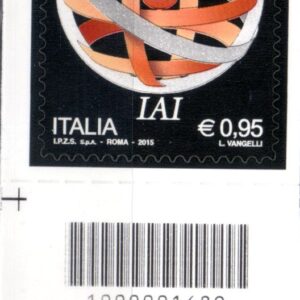 IAI
ITALIA € 0,95
I.P.Z.S. S.p.A. - ROMA - 2015 L. VANGELLI